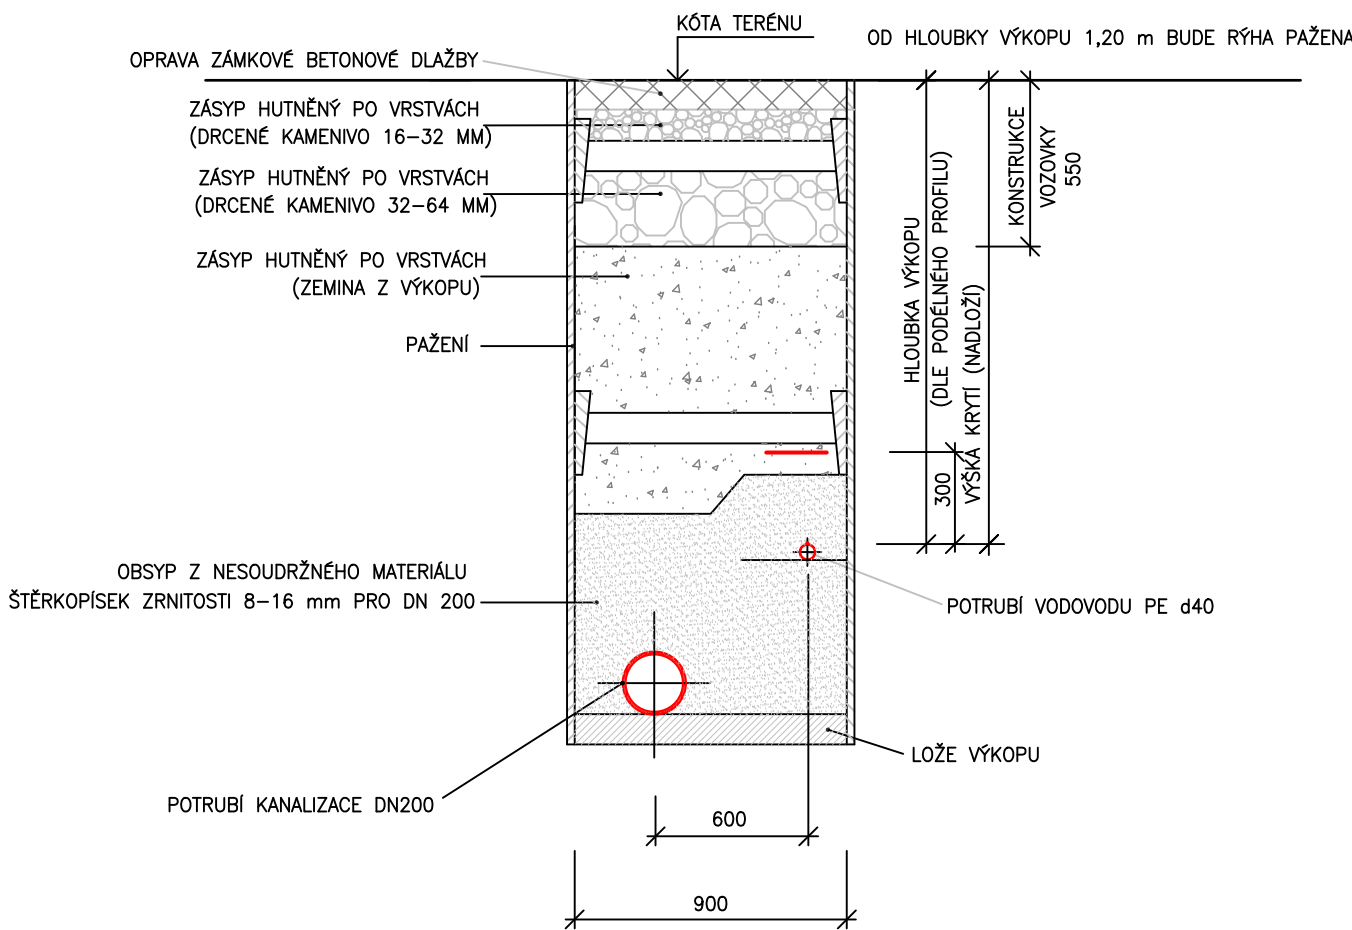 KÓTA TERÉNU
OD HLOUBKY VÝKOPU 1,20 m BUDE RÝHA PAŽENA
OPRAVA ZÁMKOVÉ BETONOVÉ DLAŽBY
ZÁSYP HUTNĚNÝ PO VRSTVÁCH
(DRCENÉ KAMENIVO 16-32 MM)
ZÁSYP HUTNĚNÝ PO VRSTVÁCH
(DRCENÉ KAMENIVO 32-64 MM)
ZÁSYP HUTNĚNÝ PO VRSTVÁCH
(ZEMINA Z VÝKOPU)
PAŽENÍ
OBSYP Z NESOUDRŽNÉHO MATERIÁLU
ŠTĚRKOPÍSEK ZRNITOSTI 8-16 mm PRO DN 200
POTRUBÍ KANALIZACE DN200
HLOUBKA VÝKOPU
(DLE PODÉLNÉHO PROFILU)
300
VÝŠKA KRYTÍ (NADLOŽÍ)
KONSTRUKCE
VOZOVKY
550
POTRUBÍ VODOVODU PE d40
LOŽE VÝKOPU
600
900